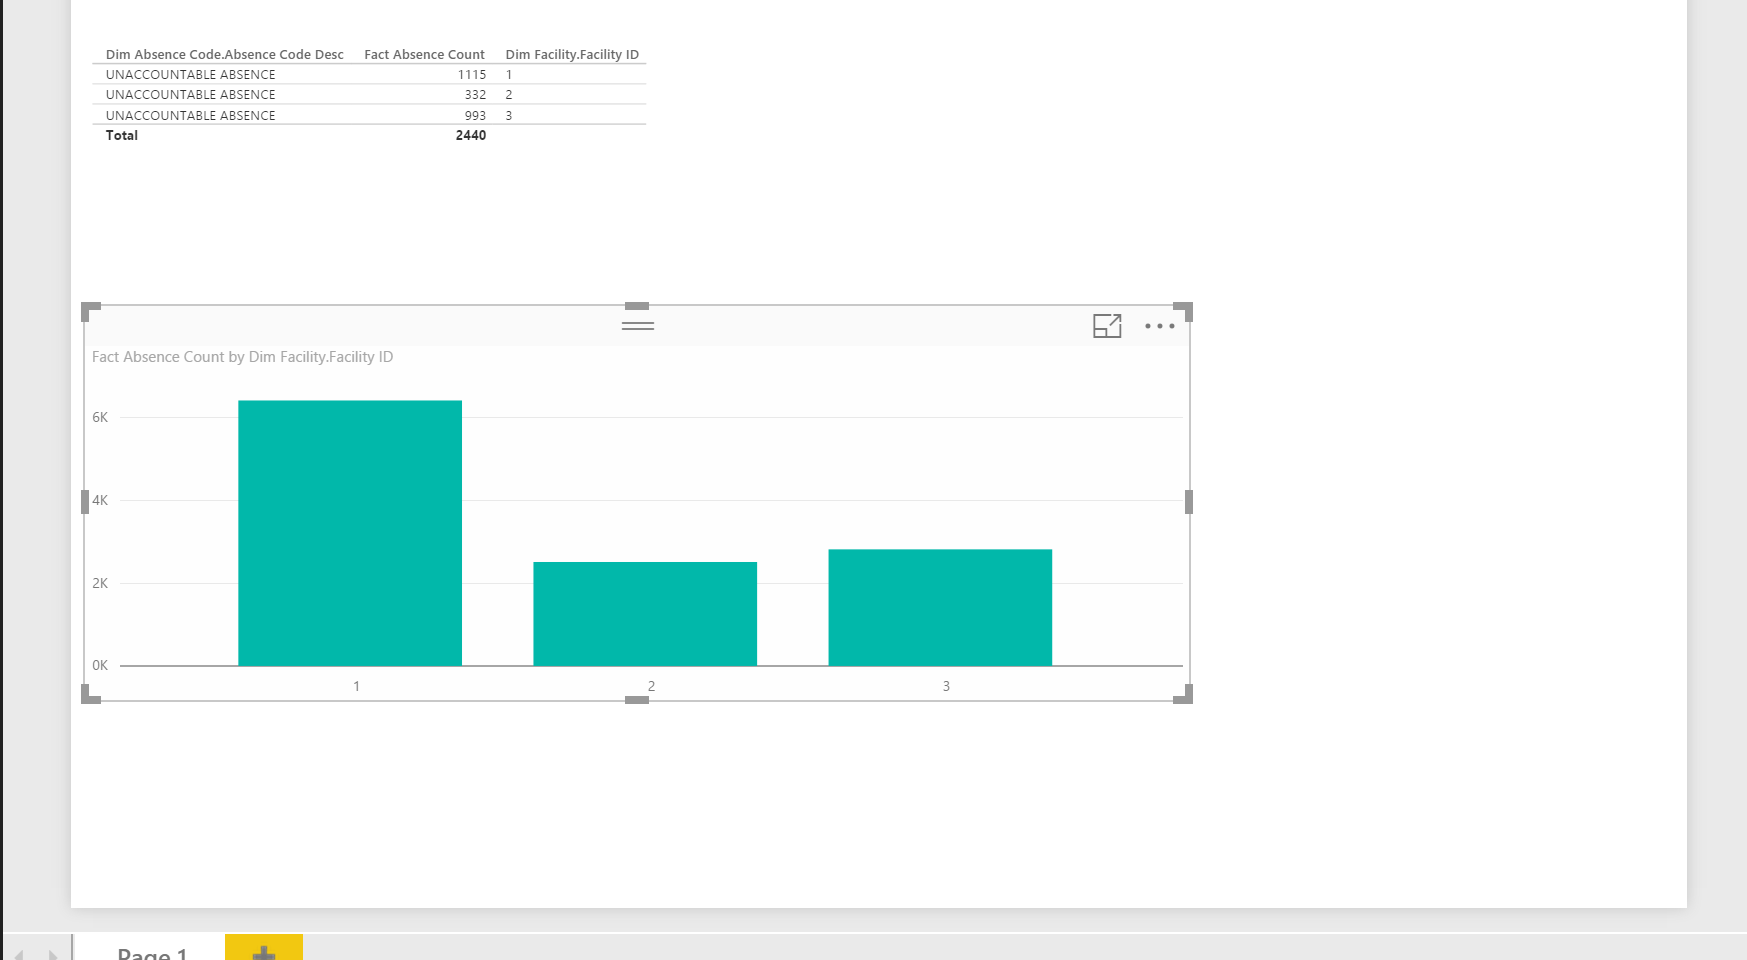 Dim Absence Code.Absence Code Desc Fact Absence Count Dim Facility.Facility ID
UNACCOUNTABLE ABSENCE 1115 1
UNACCOUNTABLE ABSENCE 332 2
UNACCOUNTABLE ABSENCE 993 3
Total 2440
Fact Absence Count by Dim Facility.Facility ID
6K
4K
2K
0K
1 2 3
Page 1